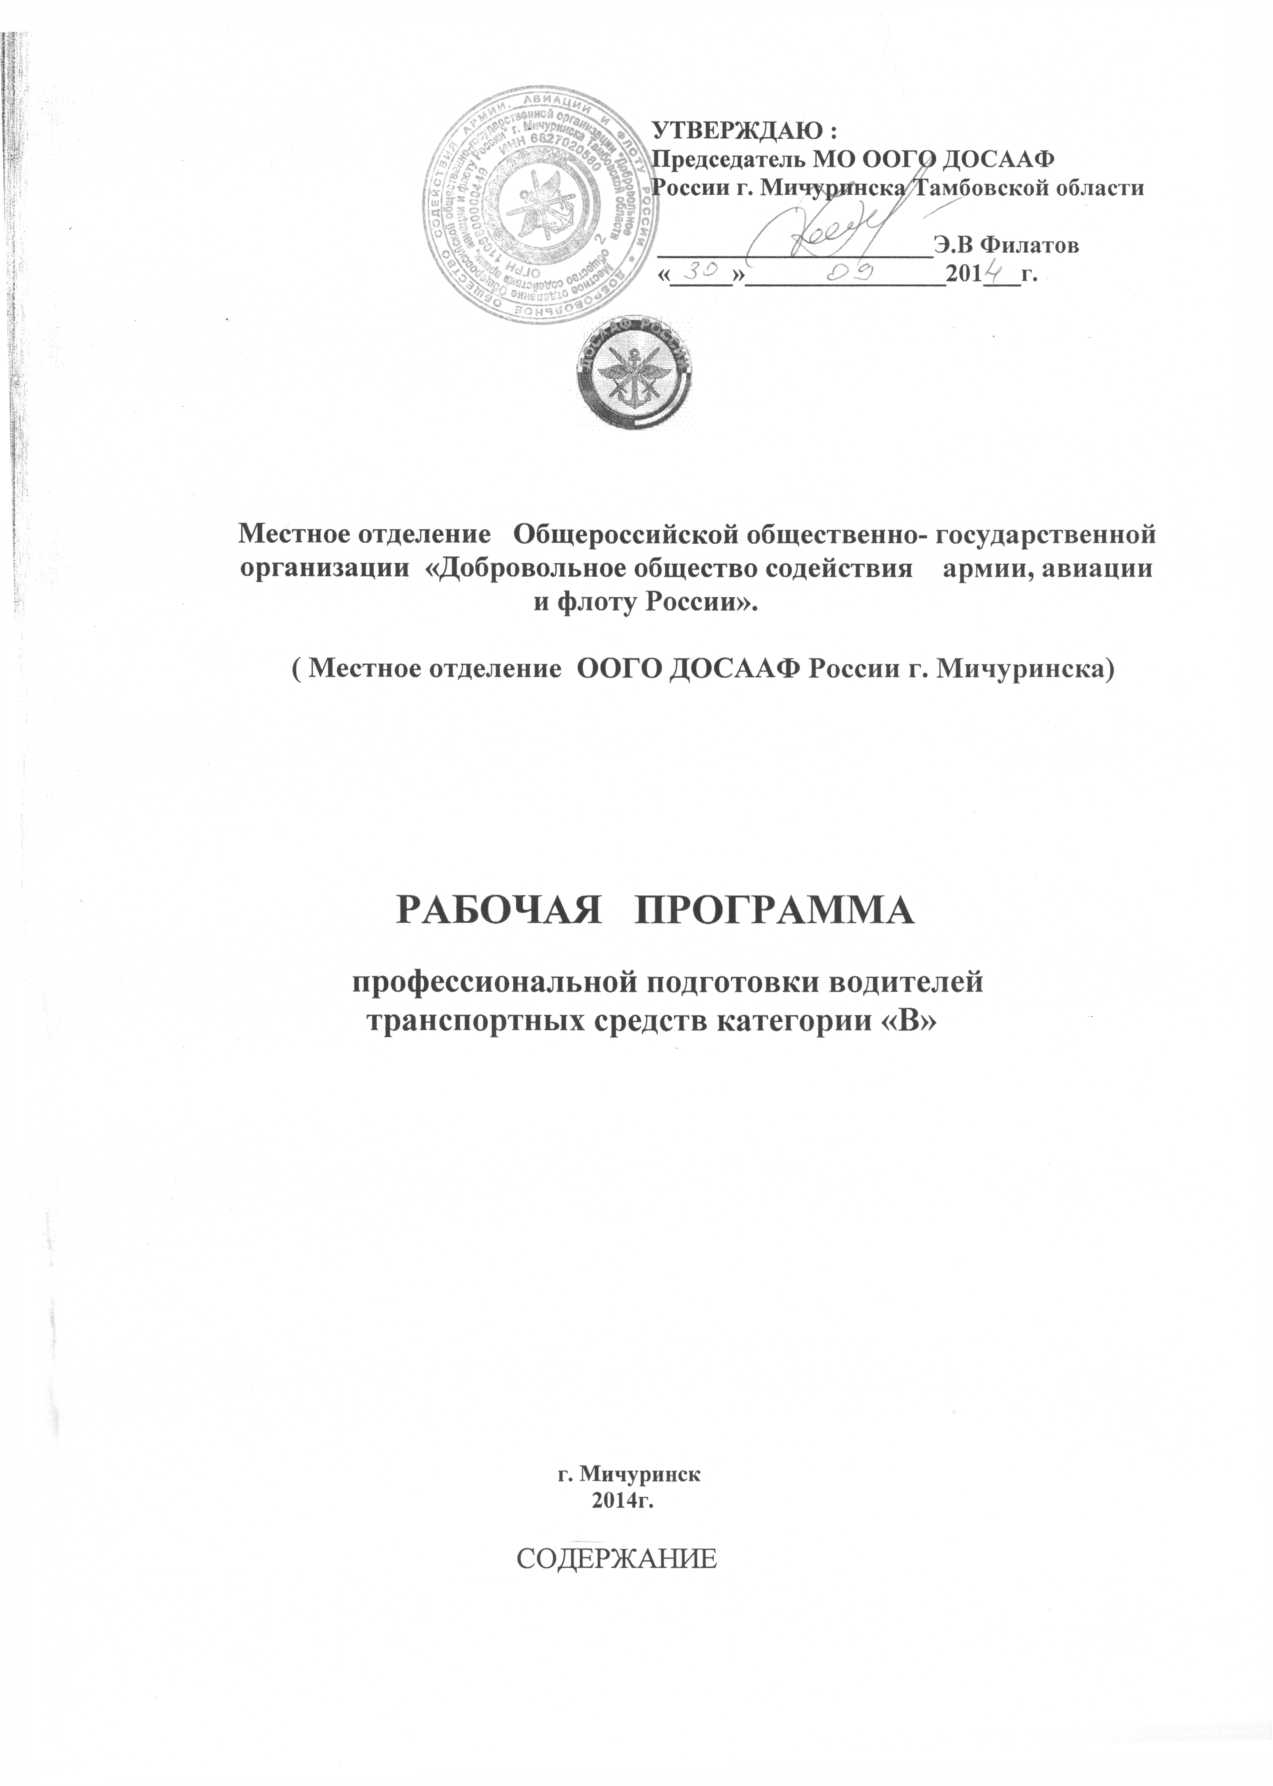 УТВЕРЖДАЮ :
Председатель МО ООГО ДОСААФ
России г. Мичуринска Тамбовской области
Э.В Филатов
«30» 09 2014 г.
ДОСААФ РОССИИ
Местное отделение Общероссийской общественно- государственной
организации «Добровольное общество содействия армии, авиации
и флоту России».
( Местное отделение ООГО ДОСААФ России г. Мичуринска)
РАБОЧАЯ ПРОГРАММА
профессиональной подготовки водителей
транспортных средств категории «В»
г. Мичуринск
2014г.
СОДЕРЖАНИЕ